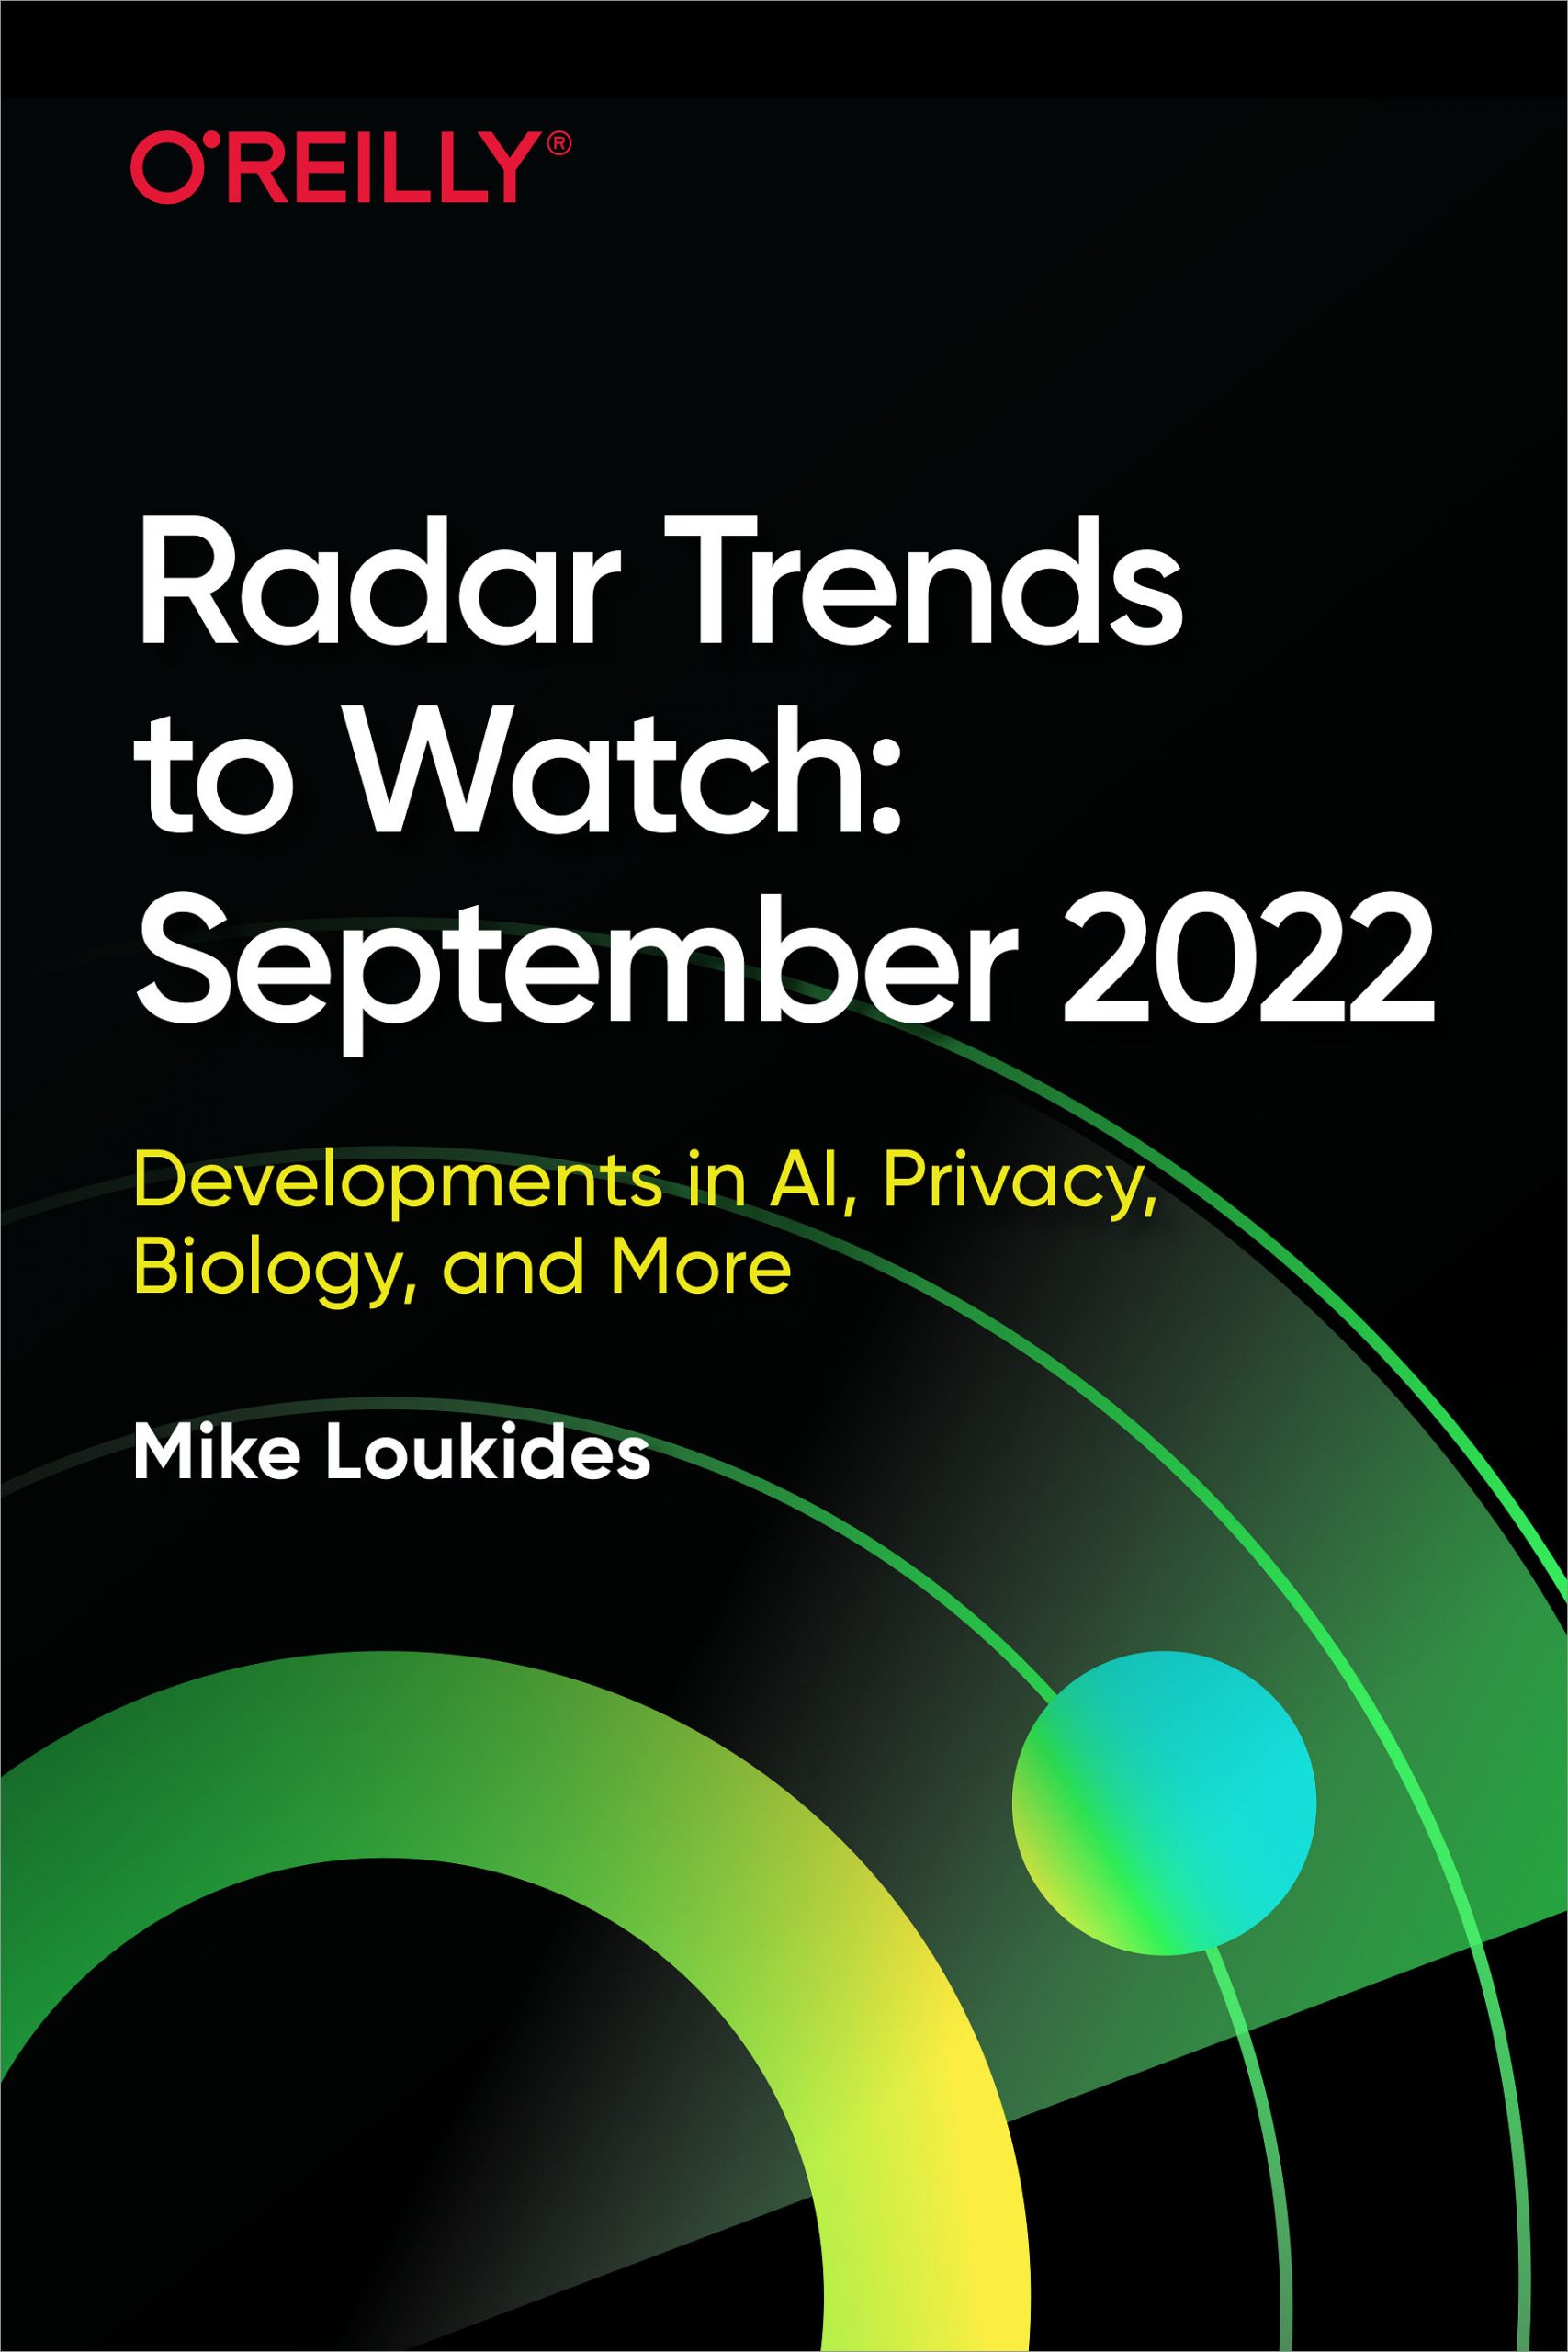 O'REILLY®
Radar Trends
to Watch:
September 2022
Developments in AI, Privacy,
Biology, and More
Mike Loukides